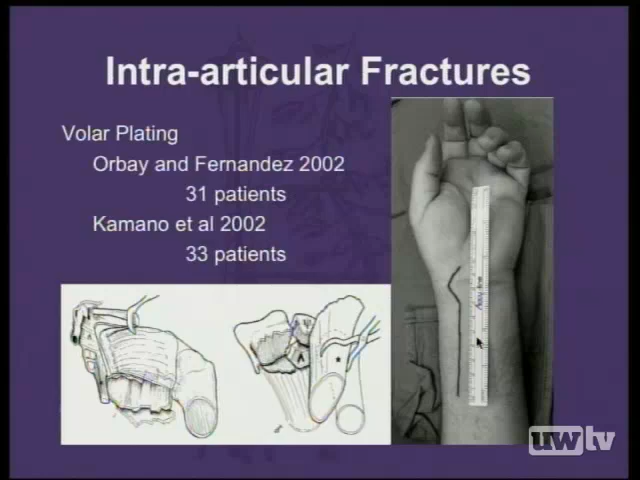 Intra-articular Fractures
Volar Plating
Orbay and Fernandez 2002
31 patients
Kamano et al 2002
33 patients
A
uwtv